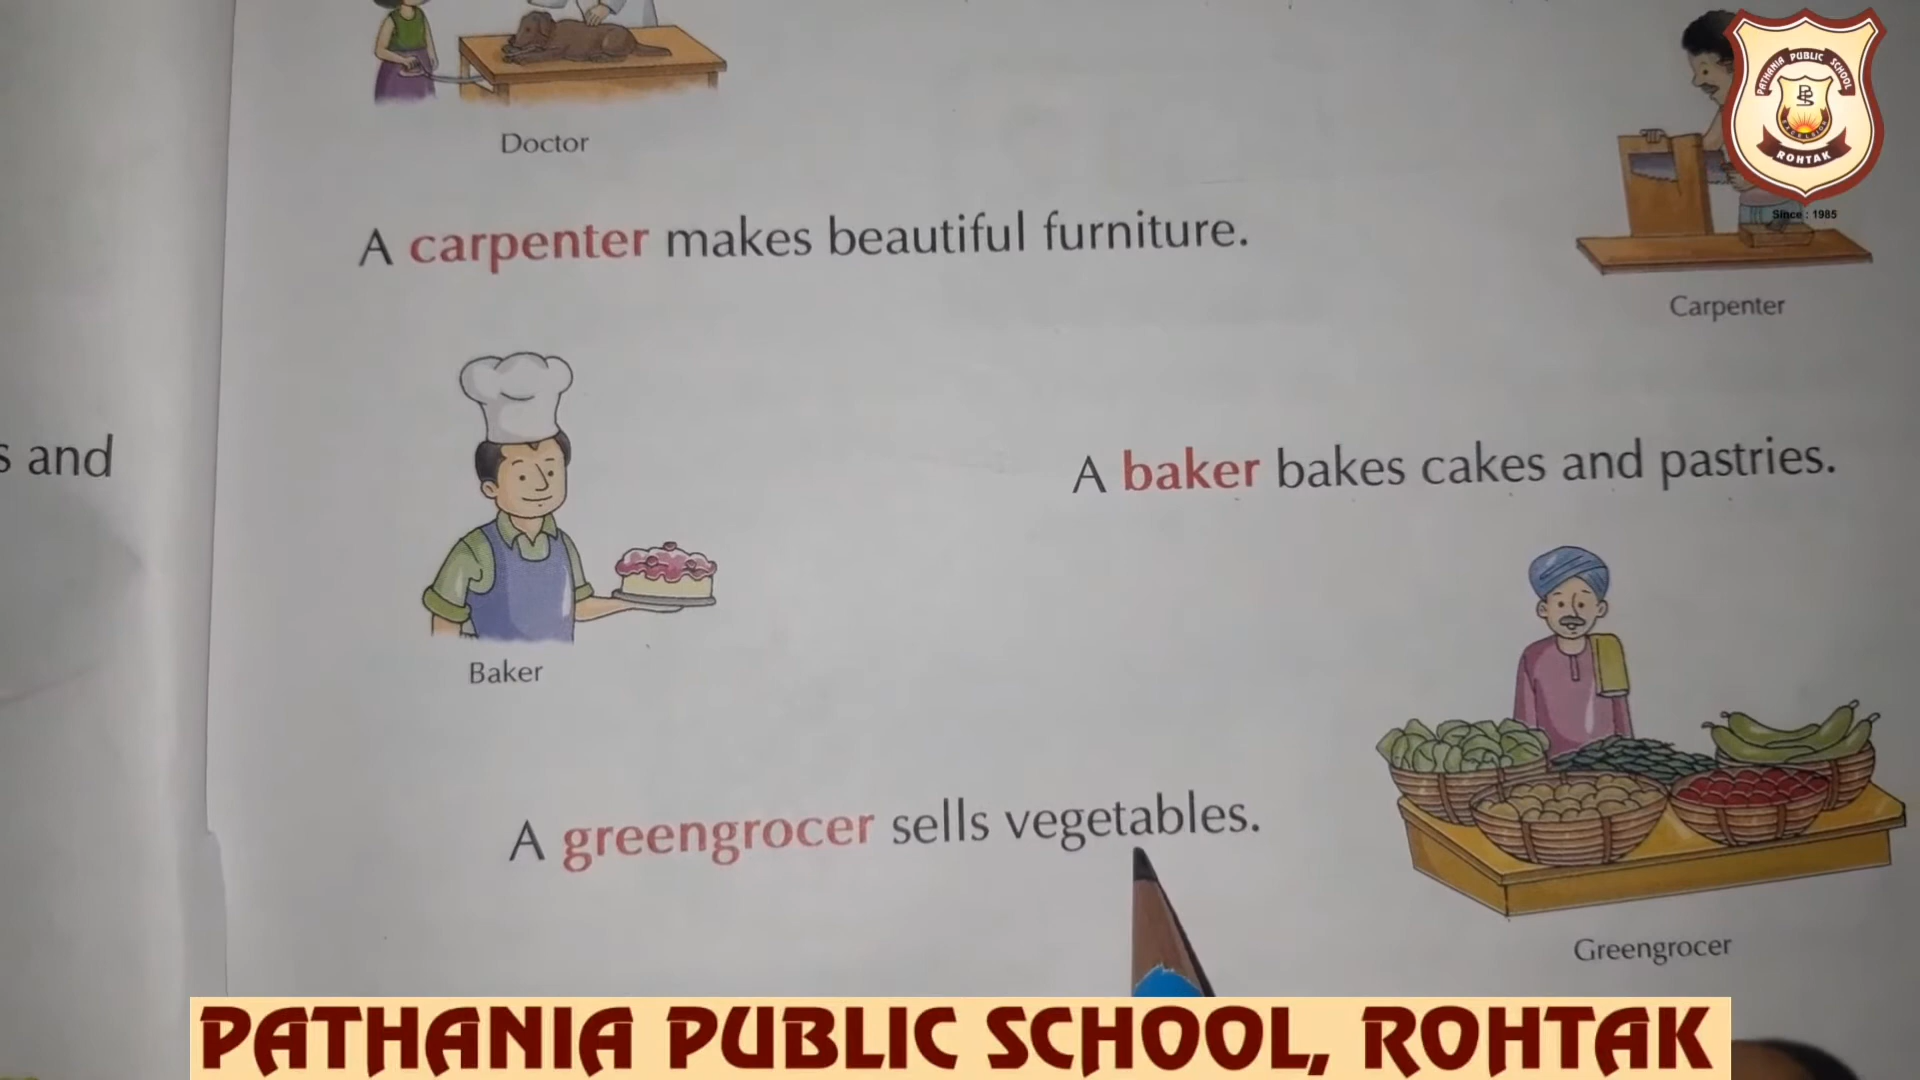 PATHANIA PUBLIC SCHOOL
ROHTAK
Since : 1985
Doctor
A carpenter makes beautiful furniture.
Carpenter
s and
A baker bakes cakes and pastries.
Baker
A greengrocer sells vegetables.
Greengrocer
PATHANIA PUBLIC SCHOOL, ROHTAK